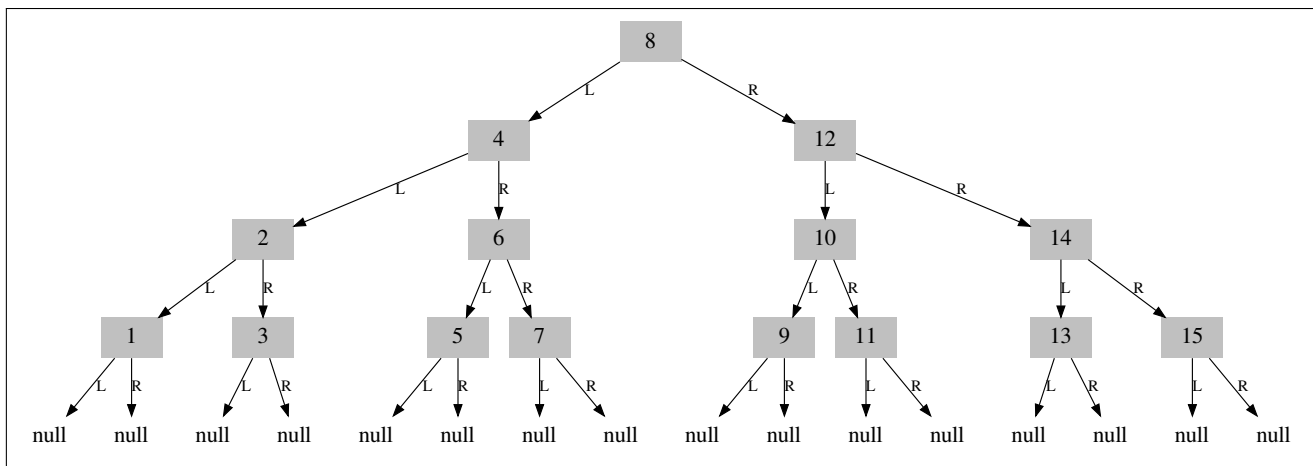 8
L R
4 12
L R L R
2 6 10 14
L R L R L R L R
1 3 5 7 9 11 13 15
L R L R L R L R L R L R L R L R
null null null null null null null null null null null null null null null null